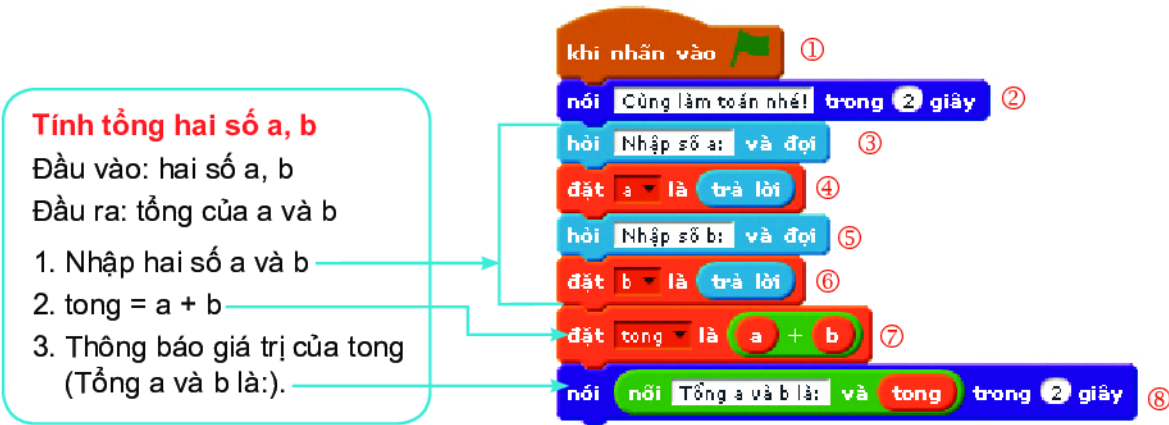 Tính tổng hai số a, b
Đầu vào: hai số a, b
Đầu ra: tổng của a và b
1. Nhập hai số a và b
2. tong = a + b
3. Thông báo giá trị của tong
(Tổng a và b là:).
khi nhấn vào ①
nói Cùng làm toán nhé! trong 2 giây ②
hỏi Nhập số a: và đợi ③
đặt a là trả lời ④
hỏi Nhập số b: và đợi ⑤
đặt b là trả lời ⑥
đặt tong là a + b ⑦
nói nối Tổng a và b là: và tong trong 2 giây ⑧